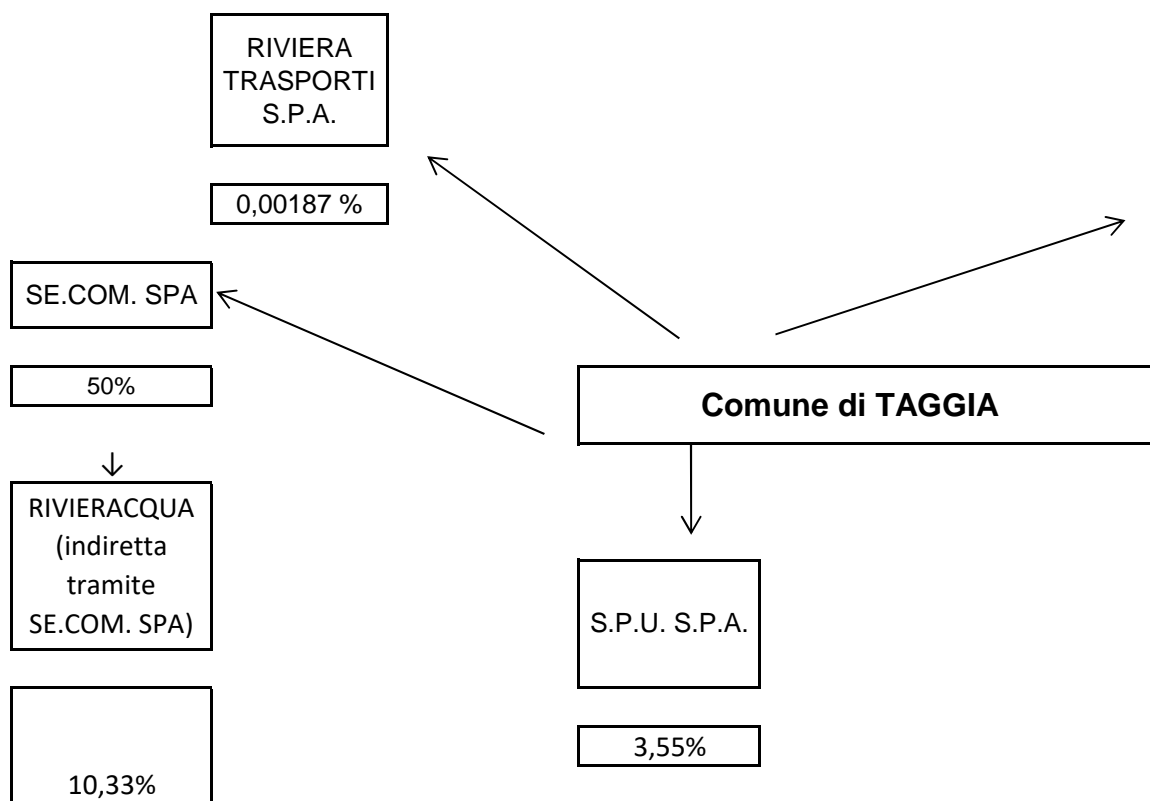 RIVIERA
TRASPORTI
S.P.A.
0,00187 %
SE.COM. SPA
50%
Comune di TAGGIA
RIVIERACQUA
(indiretta
tramite
SE.COM. SPA)
S.P.U. S.P.A.
3,55%
10,33%